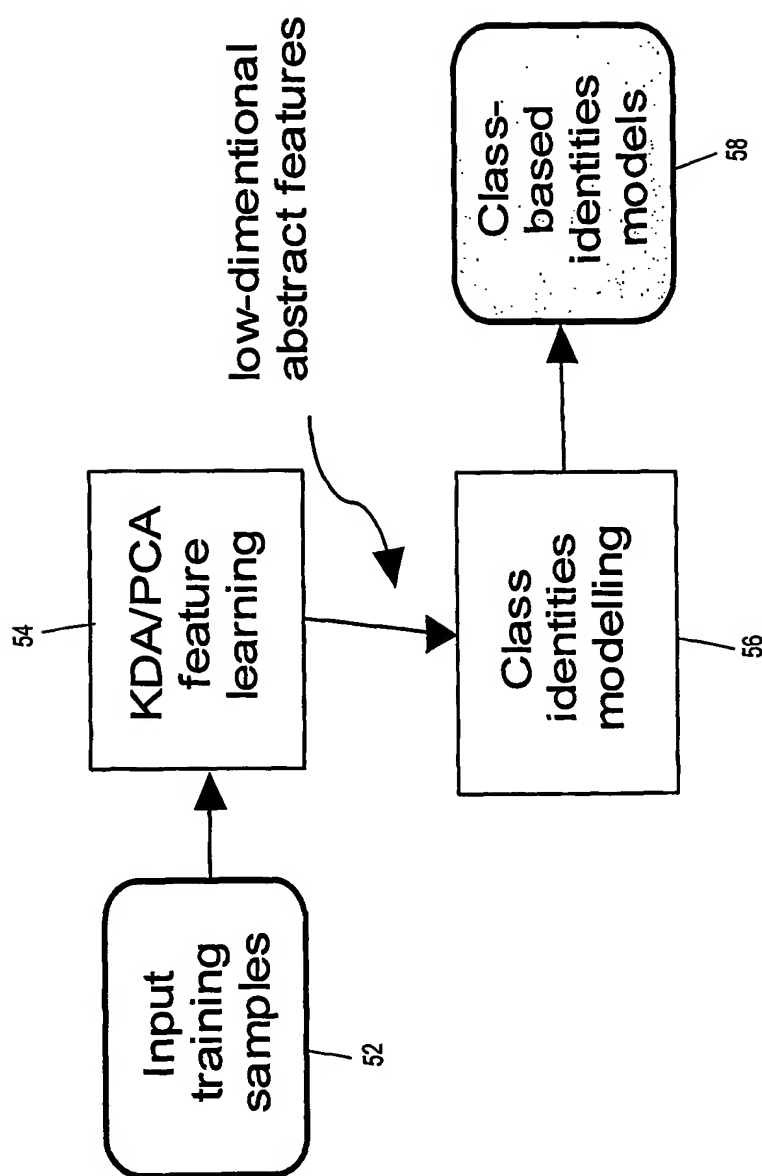 Input
training
samples
52
54
KDA/PCA
feature
learning
low-dimentional
abstract features
Class
identities
modelling
56
Class-
based
identities
models
58